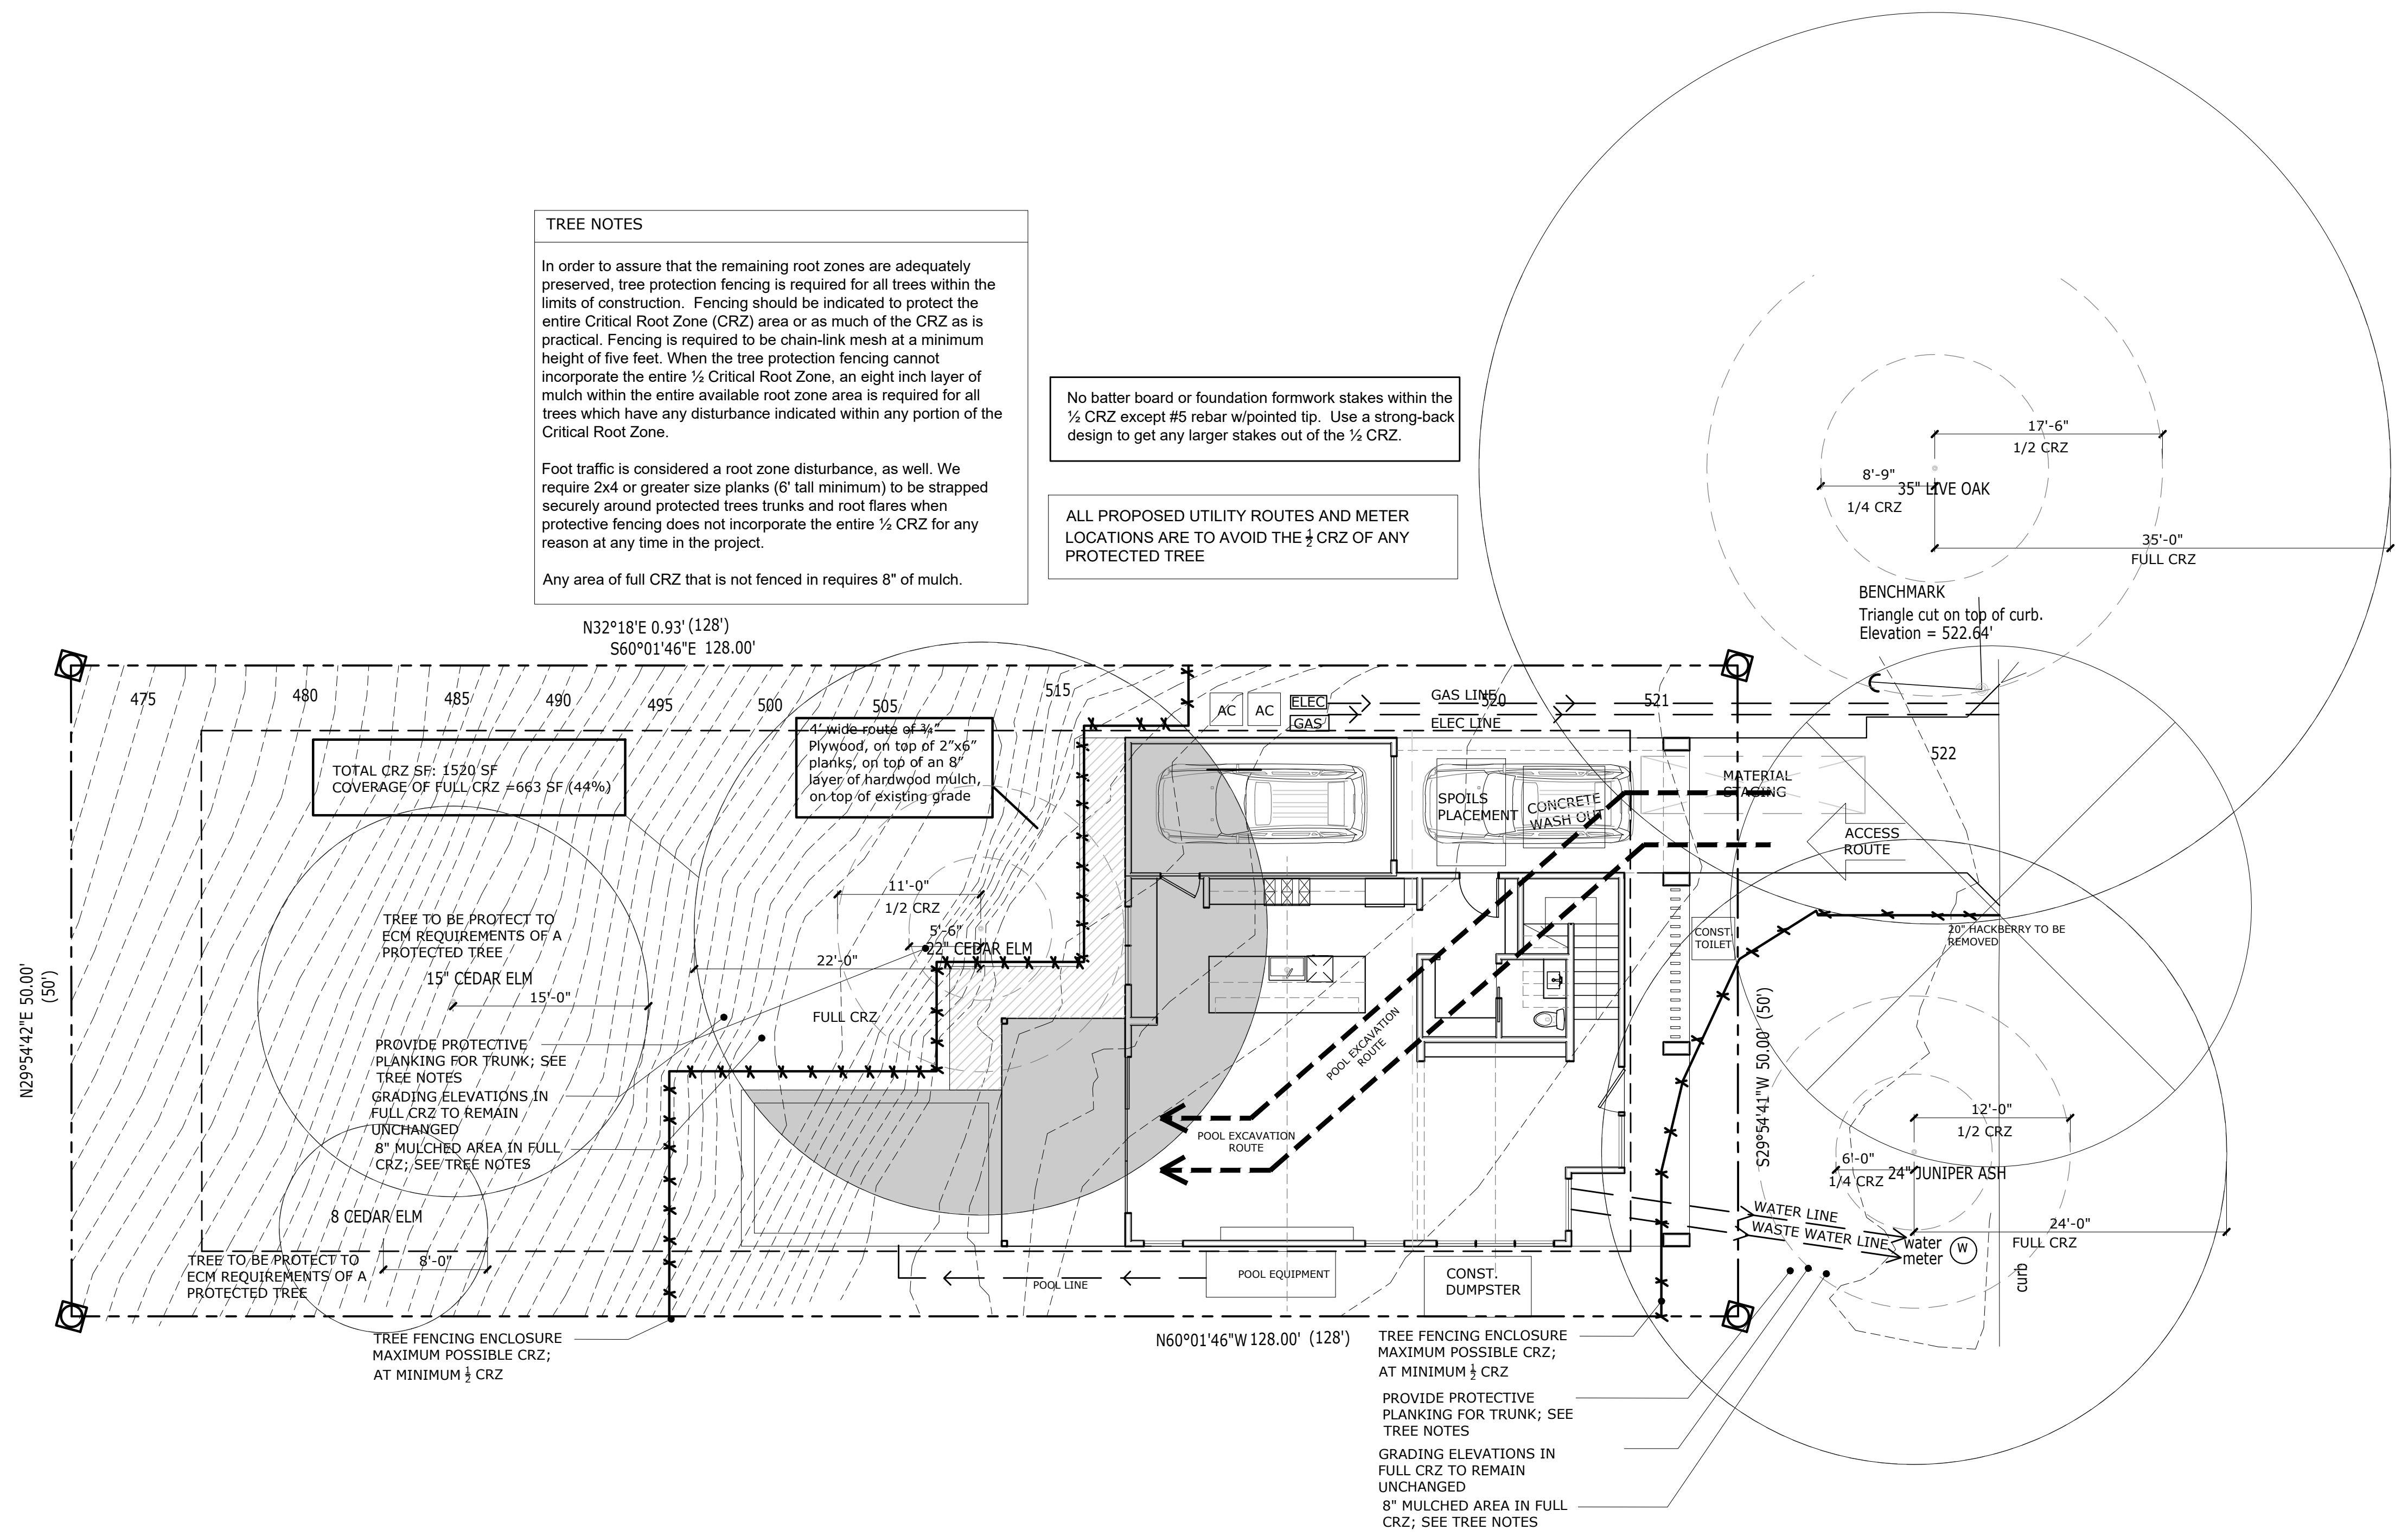 TREE NOTES
In order to assure that the remaining root zones are adequately
preserved, tree protection fencing is required for all trees within the
limits of construction.  Fencing should be indicated to protect the
entire Critical Root Zone (CRZ) area or as much of the CRZ as is
practical. Fencing is required to be chain-link mesh at a minimum
height of five feet. When the tree protection fencing cannot
incorporate the entire ½ Critical Root Zone, an eight inch layer of
mulch within the entire available root zone area is required for all
trees which have any disturbance indicated within any portion of the
Critical Root Zone.
Foot traffic is considered a root zone disturbance, as well. We
require 2x4 or greater size planks (6' tall minimum) to be strapped
securely around protected trees trunks and root flares when
protective fencing does not incorporate the entire ½ CRZ for any
reason at any time in the project.
Any area of full CRZ that is not fenced in requires 8" of mulch.
No batter board or foundation formwork stakes within the
½ CRZ except #5 rebar w/pointed tip.  Use a strong-back
design to get any larger stakes out of the ½ CRZ.
ALL PROPOSED UTILITY ROUTES AND METER
LOCATIONS ARE TO AVOID THE ½ CRZ OF ANY
PROTECTED TREE
17'-6"
1/2 CRZ
8'-9"
35" LIVE OAK
1/4 CRZ
35'-0"
FULL CRZ
BENCHMARK
Triangle cut on top of curb.
Elevation = 522.64'
N32°18'E 0.93' (128')
S60°01'46"E  128.00'
475
480
485
490
495
500
505
515
520
521
522
AC
AC
ELEC
GAS
GAS LINE
ELEC LINE
4' wide route of ¾"
Plywood, on top of 2"x6"
planks, on top of an 8"
layer of hardwood mulch,
on top of existing grade
TOTAL CRZ SF: 1520 SF
COVERAGE OF FULL CRZ =663 SF (44%)
SPOILS
PLACEMENT
CONCRETE
WASH OUT
MATERIAL
STAGING
ACCESS
ROUTE
11'-0"
1/2 CRZ
5'-6"
22" CEDAR ELM
22'-0"
FULL CRZ
TREE TO BE PROTECT TO
ECM REQUIREMENTS OF A
PROTECTED TREE
15" CEDAR ELM
15'-0"
CONST.
TOILET
20" HACKBERRY TO BE
REMOVED
N29°54'42"E 50.00'
(50')
S29°54'41"W 50.00' (50')
PROVIDE PROTECTIVE
PLANKING FOR TRUNK; SEE
TREE NOTES
GRADING ELEVATIONS IN
FULL CRZ TO REMAIN
UNCHANGED
8" MULCHED AREA IN FULL
CRZ; SEE TREE NOTES
POOL EXCAVATION
ROUTE
POOL EXCAVATION
ROUTE
12'-0"
1/2 CRZ
6'-0"
1/4 CRZ
24" JUNIPER ASH
24'-0"
FULL CRZ
8 CEDAR ELM
8'-0"
TREE TO BE PROTECT TO
ECM REQUIREMENTS OF A
PROTECTED TREE
WATER LINE
WASTE WATER LINE
water
meter
W
curb
POOL LINE
POOL EQUIPMENT
CONST.
DUMPSTER
N60°01'46"W 128.00'  (128')
TREE FENCING ENCLOSURE
MAXIMUM POSSIBLE CRZ;
AT MINIMUM ½ CRZ
TREE FENCING ENCLOSURE
MAXIMUM POSSIBLE CRZ;
AT MINIMUM ½ CRZ
PROVIDE PROTECTIVE
PLANKING FOR TRUNK; SEE
TREE NOTES
GRADING ELEVATIONS IN
FULL CRZ TO REMAIN
UNCHANGED
8" MULCHED AREA IN FULL
CRZ; SEE TREE NOTES